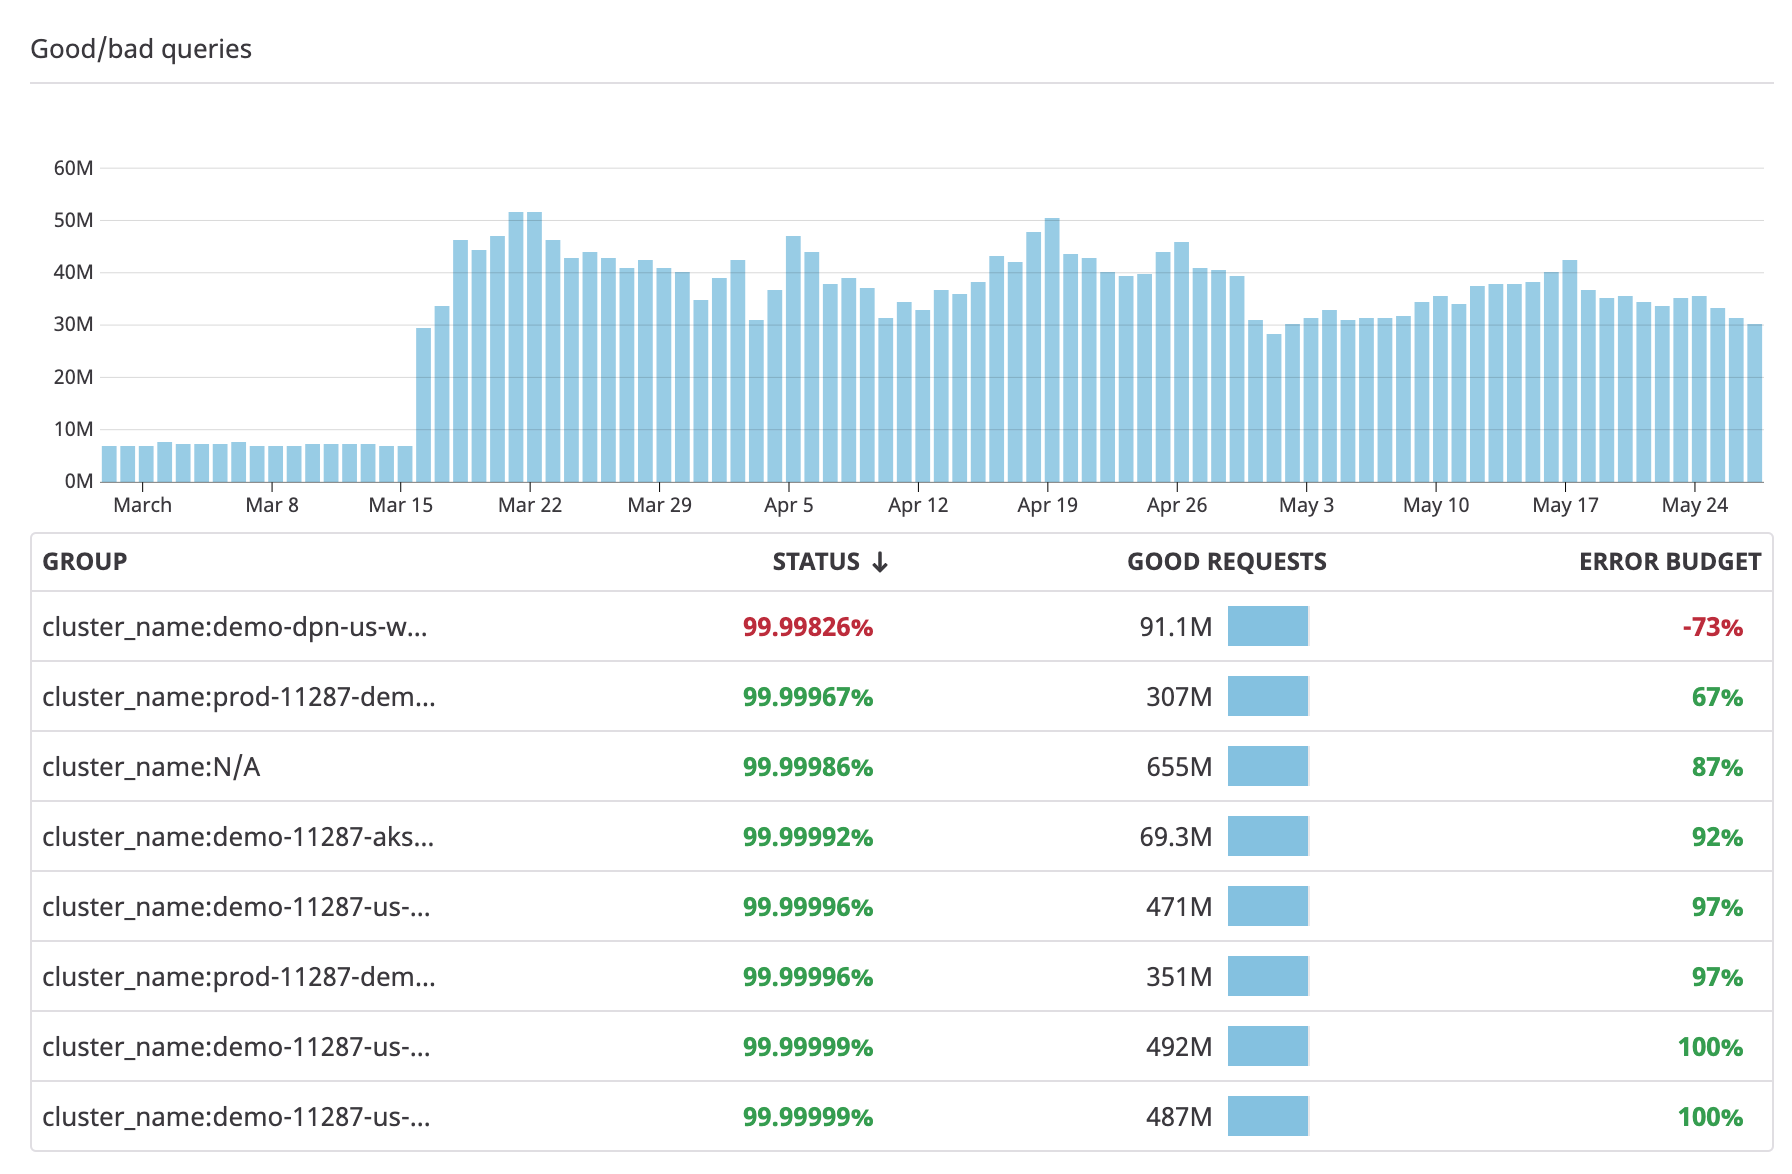 Good/bad queries
60M
50M
40M
30M
20M
10M
0M
March Mar 8 Mar 15 Mar 22 Mar 29 Apr 5 Apr 12 Apr 19 Apr 26 May 3 May 10 May 17 May 24
GROUP STATUS ↓ GOOD REQUESTS ERROR BUDGET
cluster_name:demo-dpn-us-w... 99.99826% 91.1M -73%
cluster_name:prod-11287-dem... 99.99967% 307M 67%
cluster_name:N/A 99.99986% 655M 87%
cluster_name:demo-11287-aks... 99.99992% 69.3M 92%
cluster_name:demo-11287-us-... 99.99996% 471M 97%
cluster_name:prod-11287-dem... 99.99996% 351M 97%
cluster_name:demo-11287-us-... 99.99999% 492M 100%
cluster_name:demo-11287-us-... 99.99999% 487M 100%